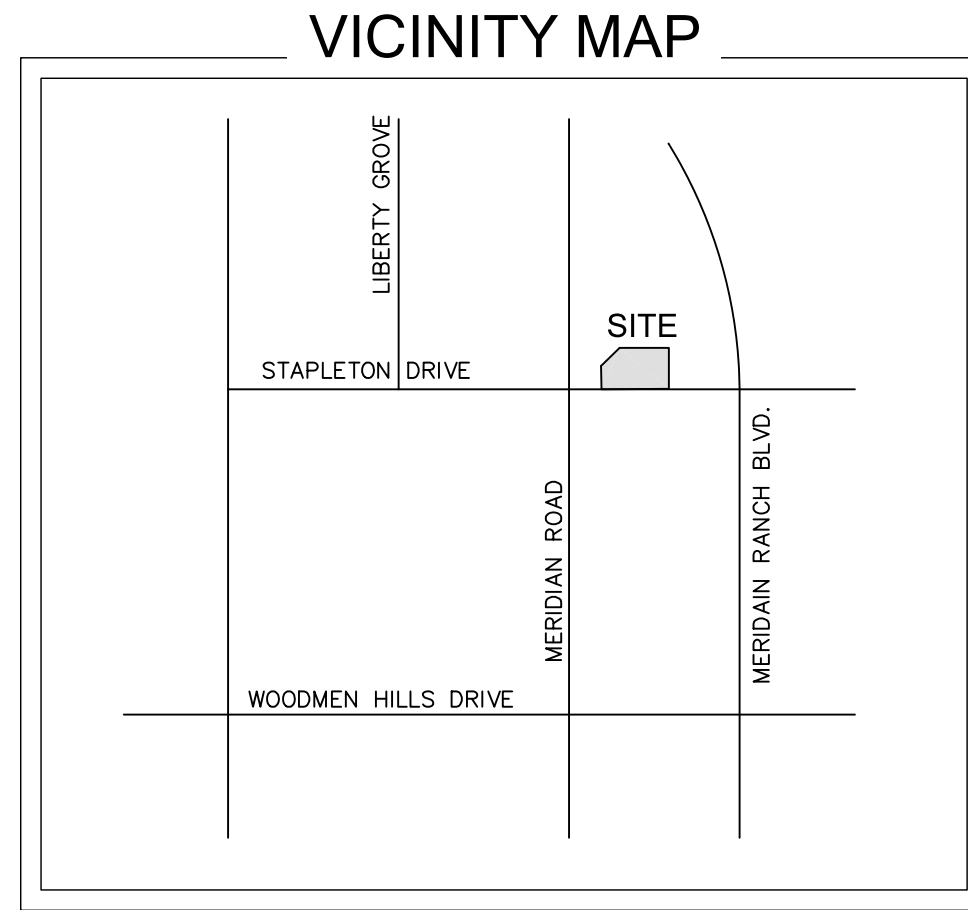 VICINITY MAP
LIBERTY GROVE
SITE
STAPLETON DRIVE
MERIDIAN ROAD
MERIDAIN RANCH BLVD.
WOODMEN HILLS DRIVE